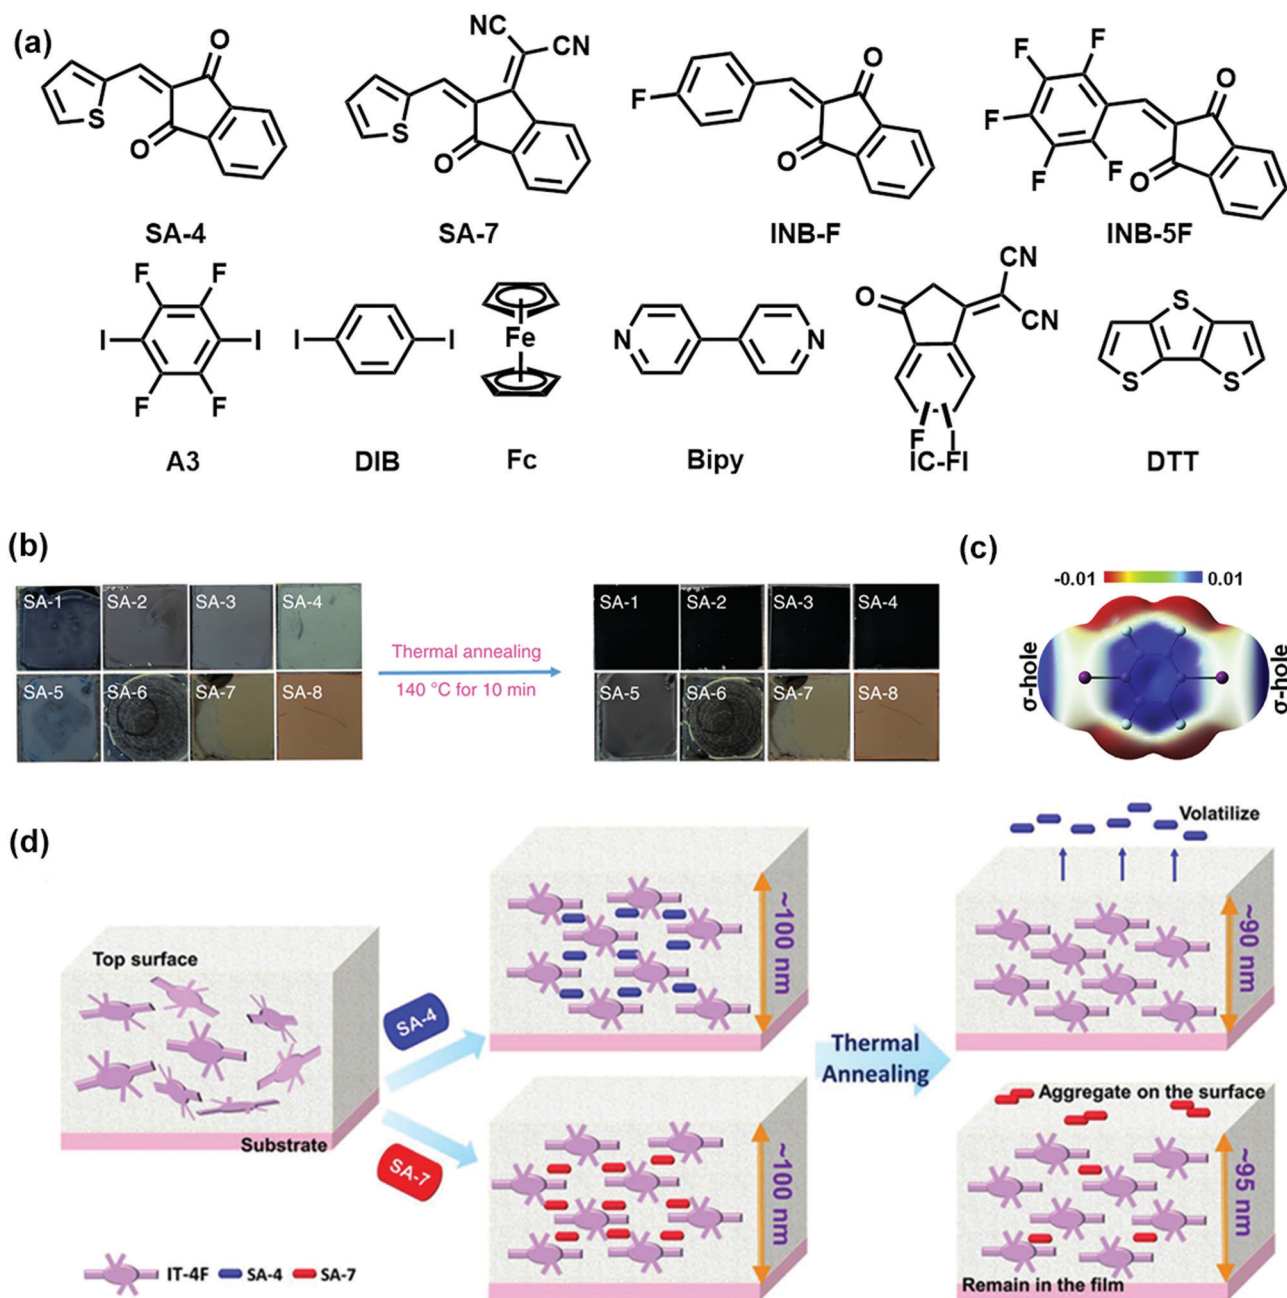 (a)
O
O
S
SA-4
NC
CN
O
S
SA-7
F
O
O
INB-F
F
F
F
F
F
O
O
INB-5F
F
F
I
I
F
F
A3
I
I
DIB
Fe
Fc
N
N
Bipy
CN
CN
O
F
I
IC-FI
S
S
S
DTT
(b)
SA-1
SA-2
SA-3
SA-4
SA-5
SA-6
SA-7
SA-8
Thermal annealing
140 °C for 10 min
SA-1
SA-2
SA-3
SA-4
SA-5
SA-6
SA-7
SA-8
(c)
-0.01
0.01
σ-hole
σ-hole
(d)
Top surface
Substrate
SA-4
SA-7
~100 nm
~100 nm
Thermal
Annealing
Volatilize
~90 nm
Aggregate on the surface
~95 nm
Remain in the film
IT-4F
SA-4
SA-7